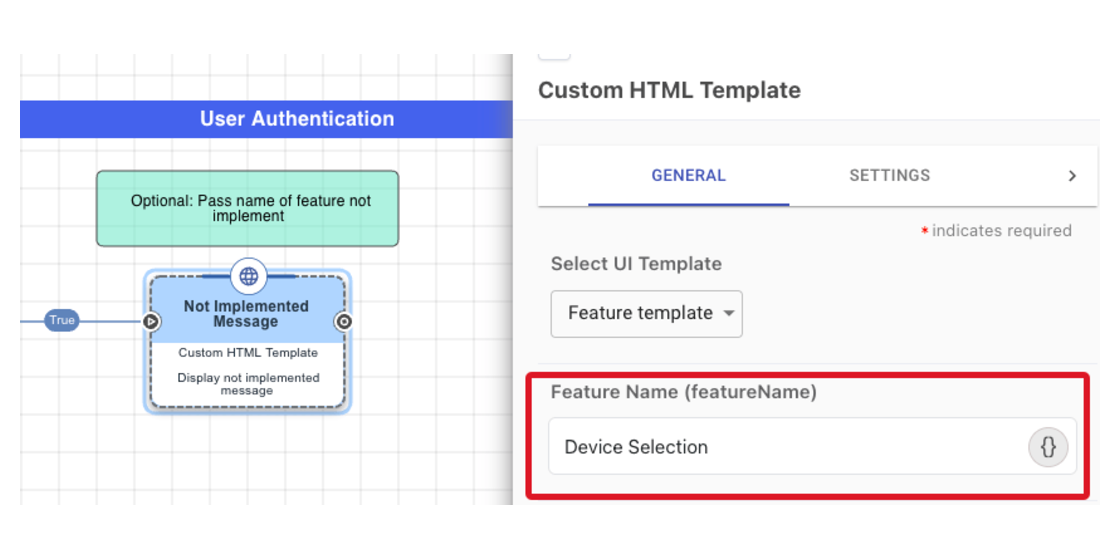 Custom HTML Template
User Authentication
GENERAL
SETTINGS
Optional: Pass name of feature not
implement
* indicates required
Select UI Template
Feature template
Not Implemented
Message
True
Custom HTML Template
Display not implemented
message
Feature Name (featureName)
Device Selection
{}